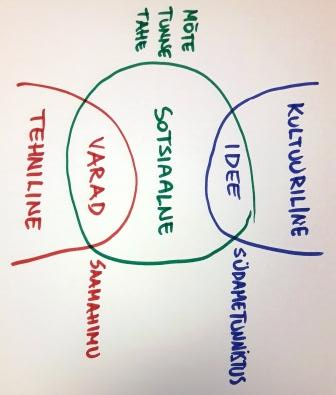 KULTUURILINE
IDEE
SÜDAMETUNNISTUS
MÕTE
TUNNE
TAHE
SOTSIAALNE
VARAD
SAAMAHIMU
TEHNILINE